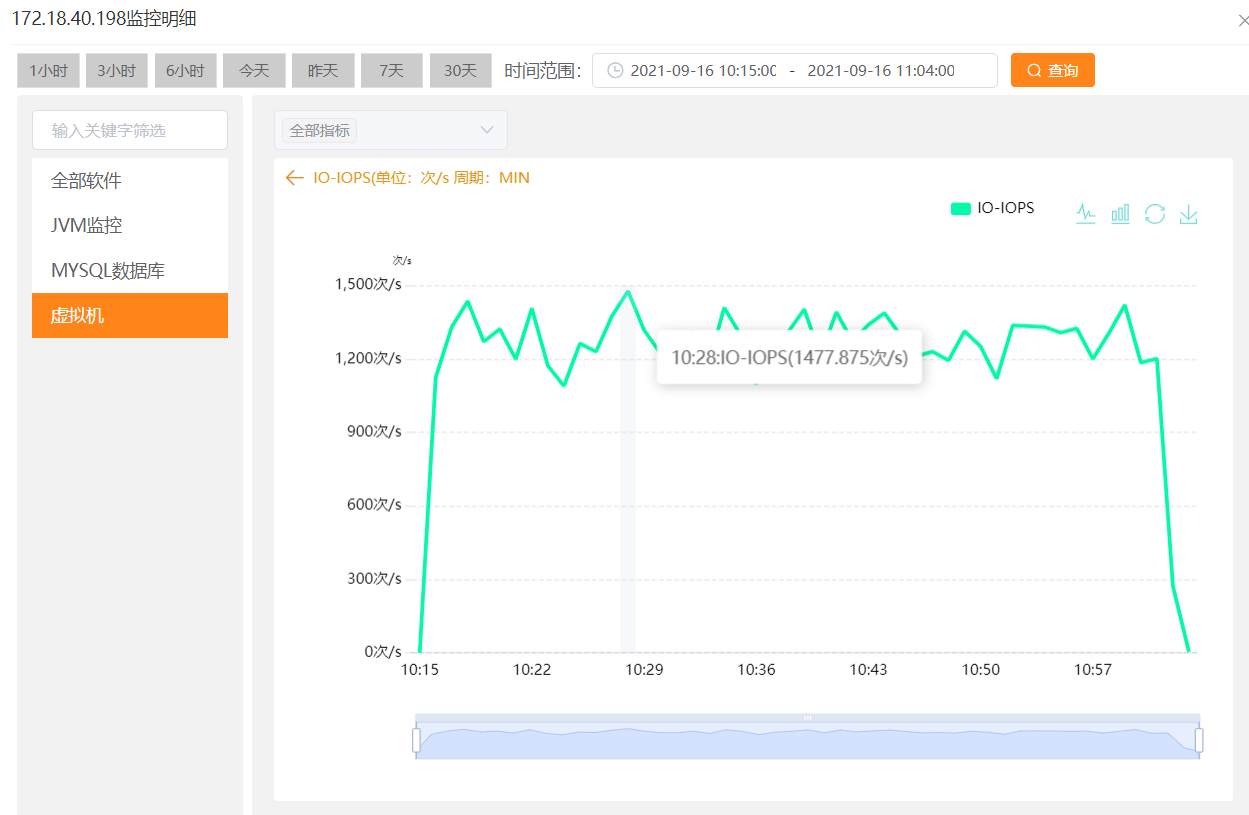 172.18.40.198监控明细
1小时 3小时 6小时 今天 昨天 7天 30天 时间范围： 2021-09-16 10:15:00 - 2021-09-16 11:04:00 查询
输入关键字筛选
全部软件
JVM监控
MYSQL数据库
虚拟机
全部指标
IO-IOPS(单位：次/s 周期：MIN
IO-IOPS
次/s
1,500次/s
1,200次/s
900次/s
600次/s
300次/s
0次/s
10:28:IO-IOPS(1477.875次/s)
10:15 10:22 10:29 10:36 10:43 10:50 10:57